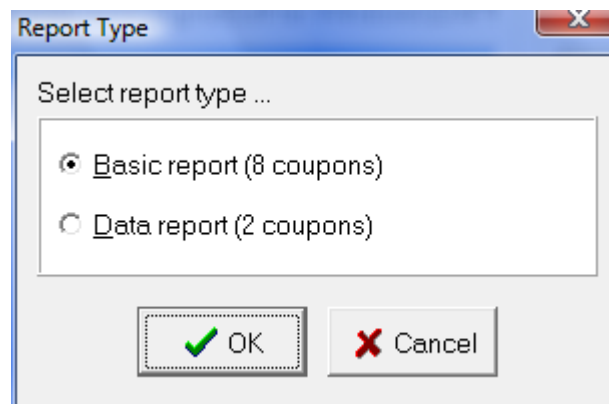 Report Type
Select report type ...
Basic report (8 coupons)
Data report (2 coupons)
OK
Cancel